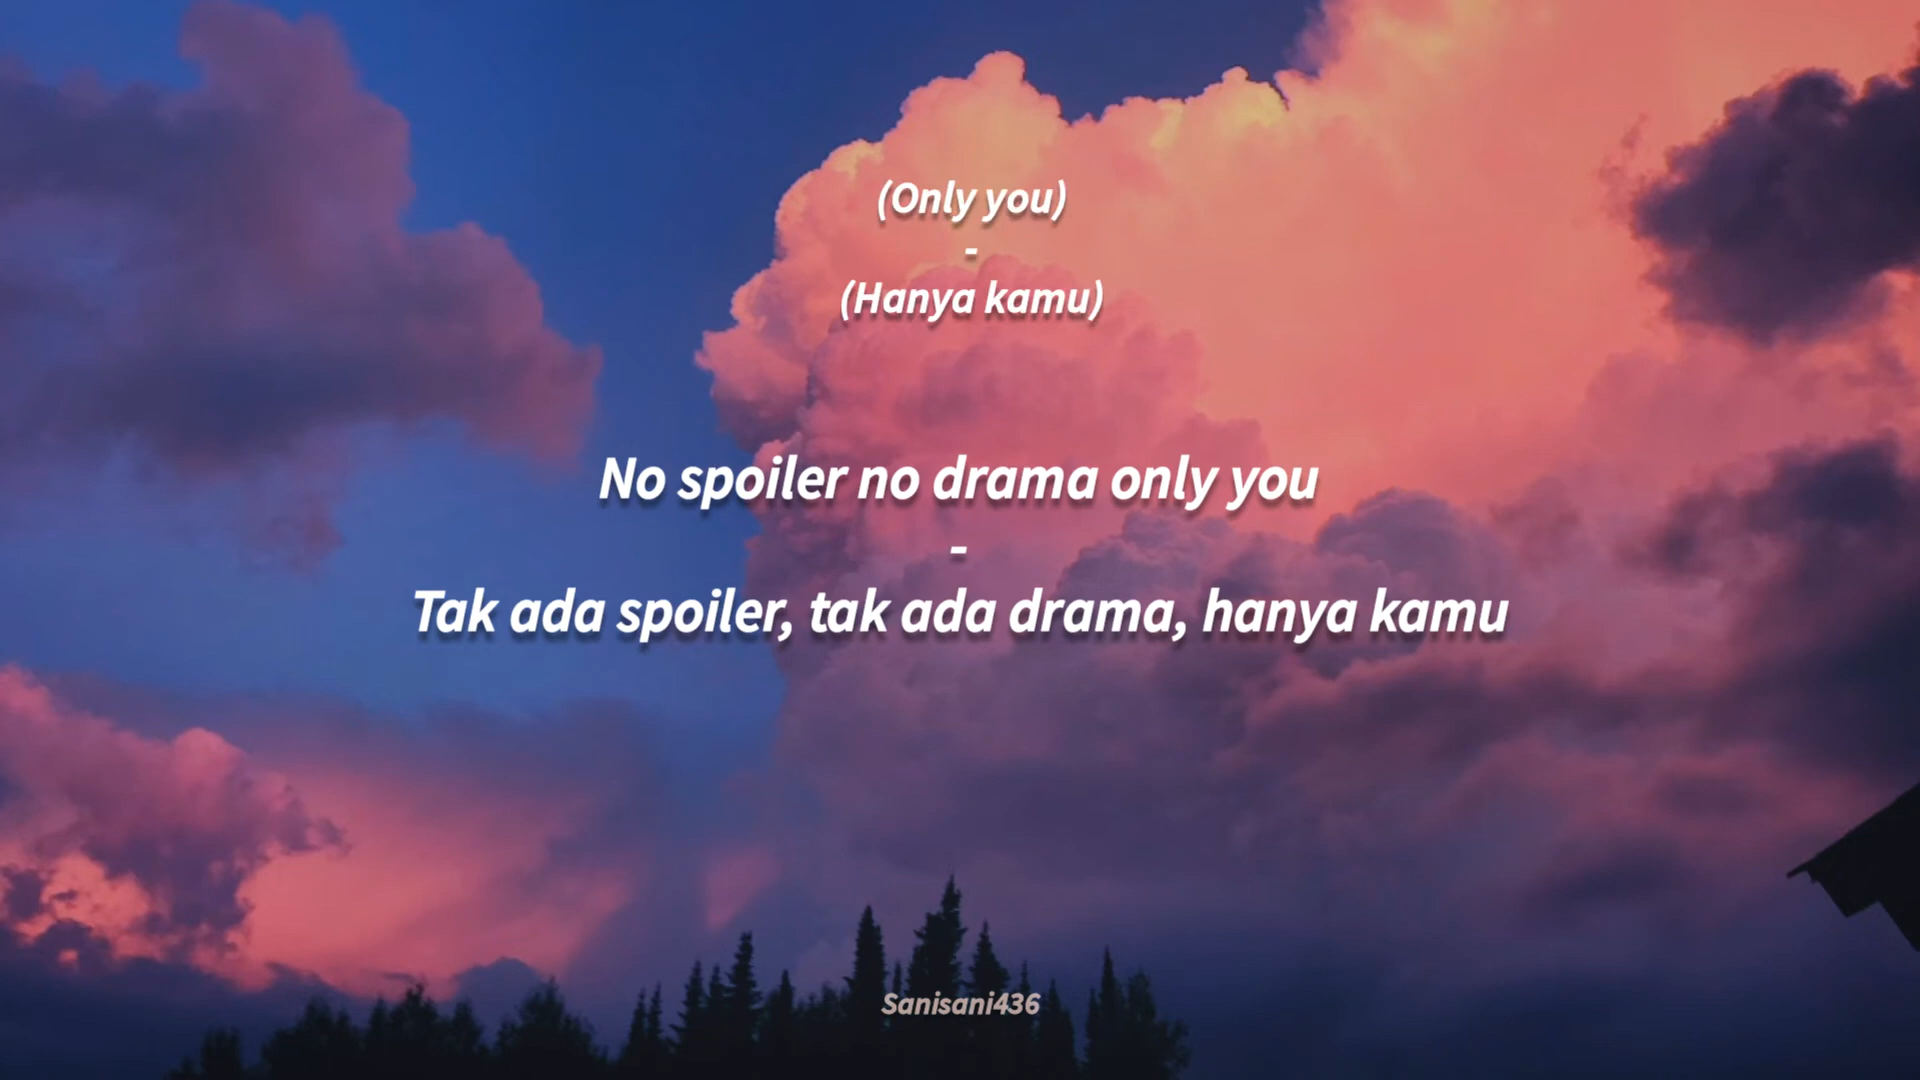 (Only you)
-
(Hanya kamu)
No spoiler no drama only you
-
Tak ada spoiler, tak ada drama, hanya kamu
Sanisani436